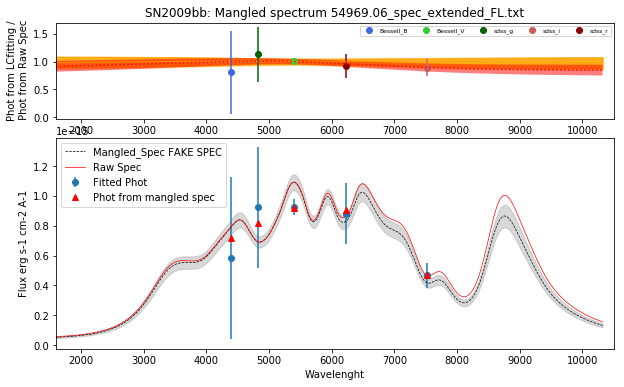 SN2009bb: Mangled spectrum 54969.06_spec_extended_FL.txt
Phot from LCfitting /
Phot from Raw Spec
1.5
1.0
0.5
0.0
Bessell_B
Bessell_V
sdss_g
sdss_i
sdss_r
2000 3000 4000 5000 6000 7000 8000 9000 10000
Flux erg s-1 cm-2 A-1
1.2
1.0
0.8
0.6
0.4
0.2
0.0
Mangled_Spec FAKE SPEC
Raw Spec
Fitted Phot
Phot from mangled spec
2000 3000 4000 5000 6000 7000 8000 9000 10000
Wavelenght